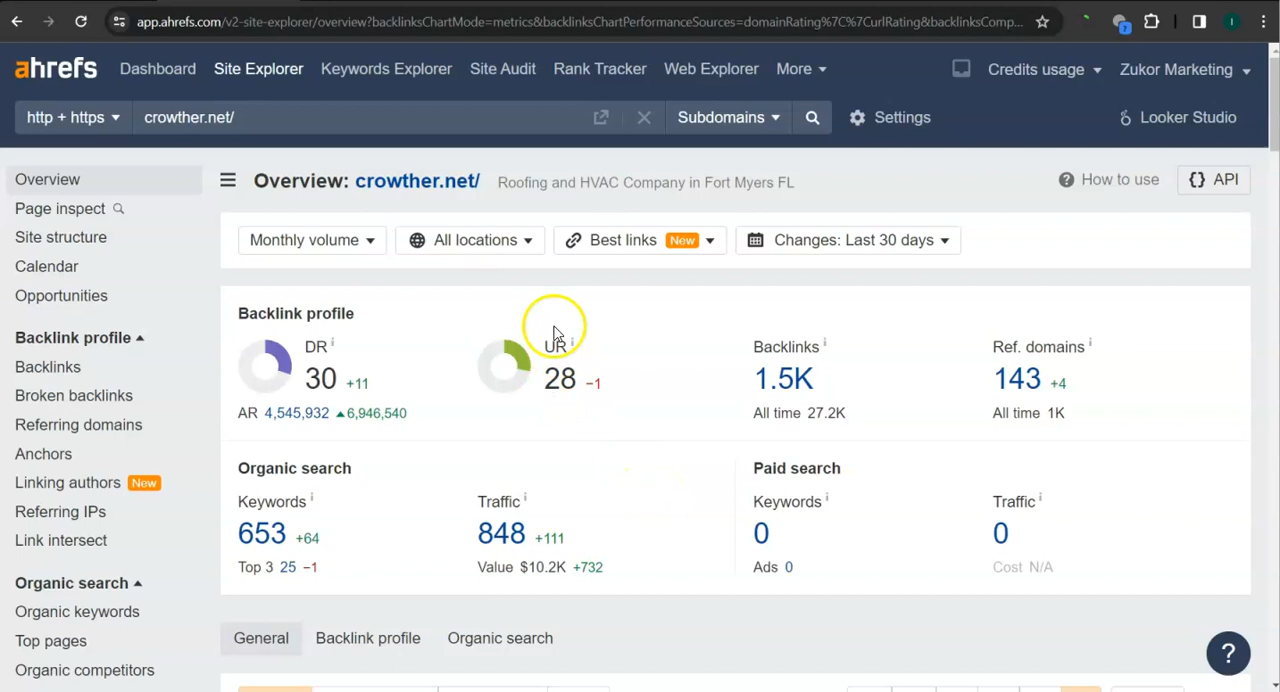 app.ahrefs.com/v2-site-explorer/overview?backlinksChartMode=metrics&backlinksChartPerformanceSources=domainRating%7C%7CurlRating&backlinksComp...
ahrefs Dashboard Site Explorer Keywords Explorer Site Audit Rank Tracker Web Explorer More Credits usage Zukor Marketing
http + https crowther.net/ Subdomains Settings Looker Studio
Overview
Page inspect
Site structure
Calendar
Opportunities
Backlink profile
Backlinks
Broken backlinks
Referring domains
Anchors
Linking authors New
Referring IPs
Link intersect
Organic search
Organic keywords
Top pages
Organic competitors
Overview: crowther.net/ Roofing and HVAC Company in Fort Myers FL How to use {} API
Monthly volume All locations Best links New Changes: Last 30 days
Backlink profile
DR UR Backlinks Ref. domains
30 +11 28 −1 1.5K 143 +4
AR 4,545,932 ▲6,946,540 All time 27.2K All time 1K
Organic search Paid search
Keywords Traffic Keywords Traffic
653 +64 848 +111 0 0
Top 3 25 −1 Value $10.2K +732 Ads 0 Cost N/A
General Backlink profile Organic search
?